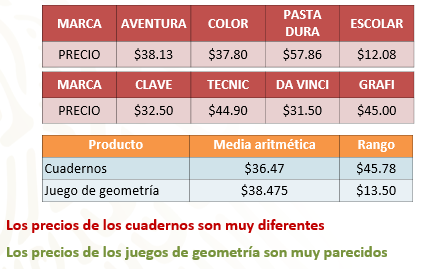 MARCA AVENTURA COLOR PASTA DURA ESCOLAR
PRECIO $38.13 $37.80 $57.86 $12.08
MARCA CLAVE TECNIC DA VINCI GRAFI
PRECIO $32.50 $44.90 $31.50 $45.00
Producto Media aritmética Rango
Cuadernos $36.47 $45.78
Juego de geometría $38.475 $13.50
Los precios de los cuadernos son muy diferentes
Los precios de los juegos de geometría son muy parecidos